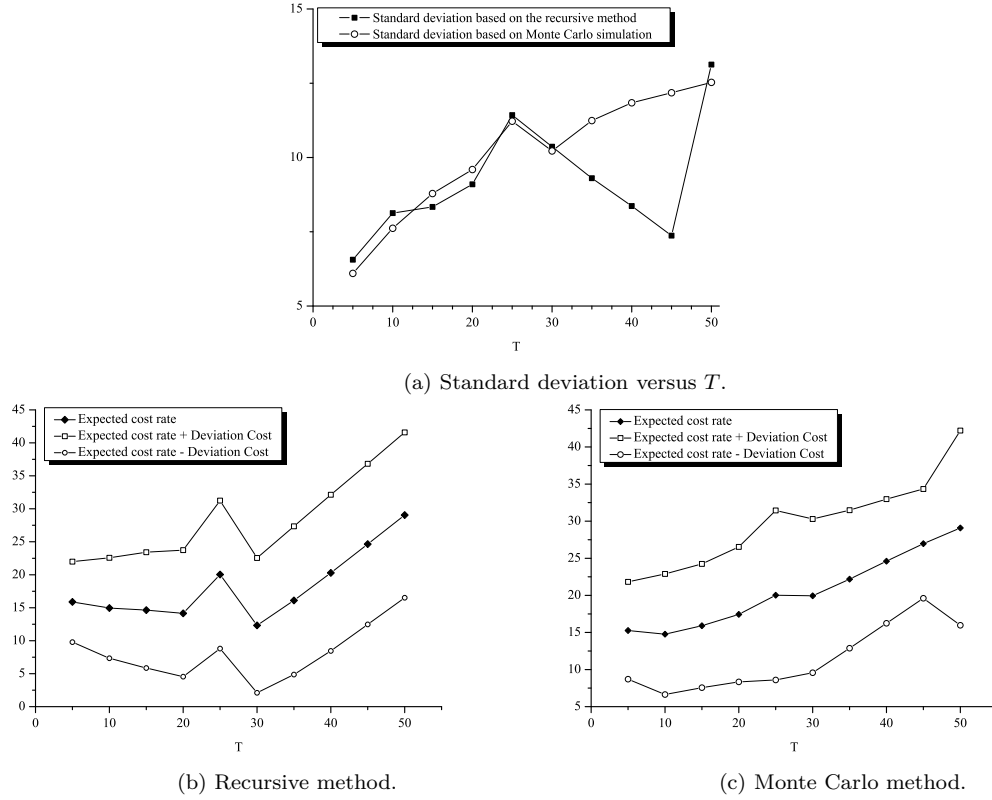 15
10
5
Standard deviation based on the recursive method
Standard deviation based on Monte Carlo simulation
0 10 20 30 40 50
T
(a) Standard deviation versus T.
45
40
35
30
25
20
15
10
5
0
Expected cost rate
Expected cost rate + Deviation Cost
Expected cost rate - Deviation Cost
0 10 20 30 40 50
T
(b) Recursive method.
45
40
35
30
25
20
15
10
5
Expected cost rate
Expected cost rate + Deviation Cost
Expected cost rate - Deviation Cost
0 10 20 30 40 50
T
(c) Monte Carlo method.